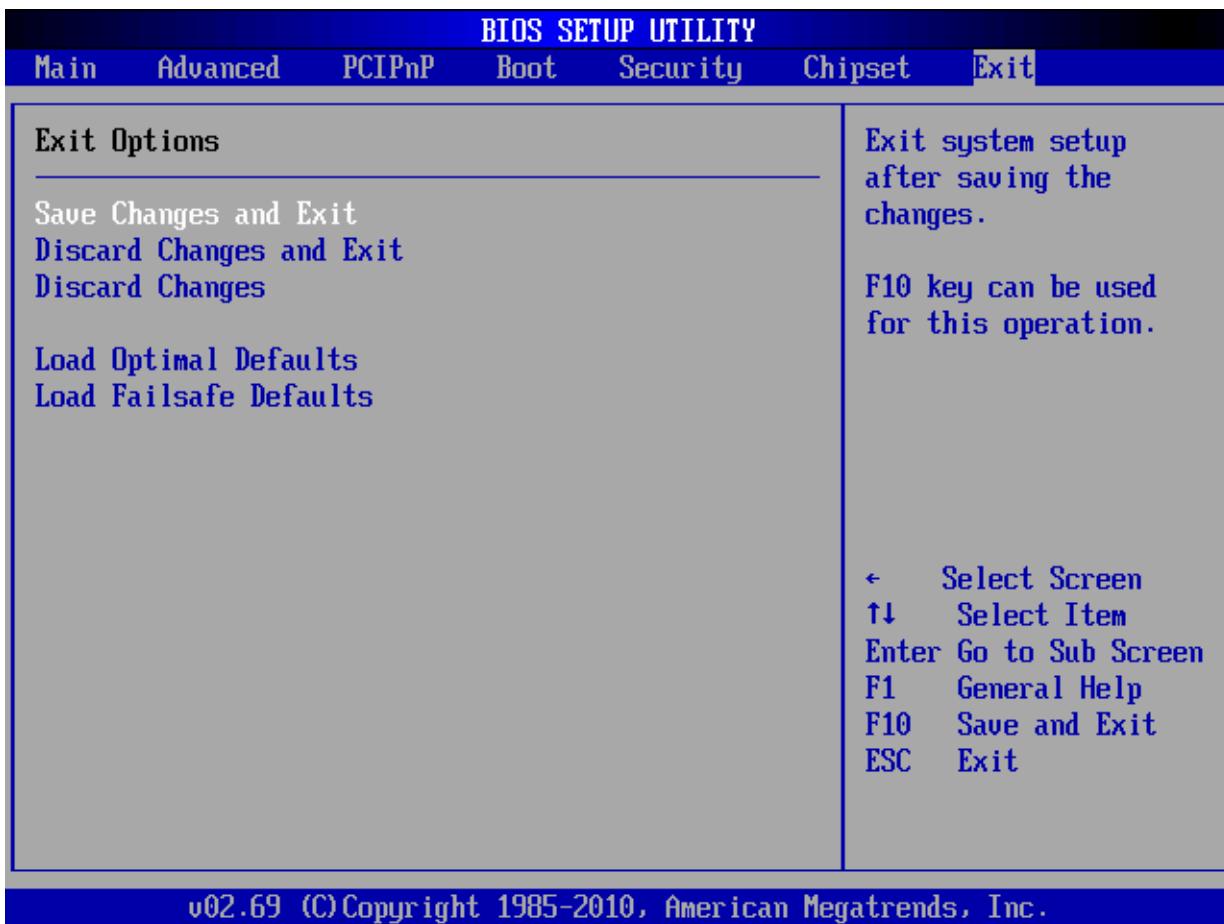 BIOS SETUP UTILITY
Main Advanced PCIPnP Boot Security Chipset Exit
Exit Options
Save Changes and Exit
Discard Changes and Exit
Discard Changes
Load Optimal Defaults
Load Failsafe Defaults
Exit system setup
after saving the
changes.
F10 key can be used
for this operation.
← Select Screen
↑↓ Select Item
Enter Go to Sub Screen
F1 General Help
F10 Save and Exit
ESC Exit
v02.69 (C)Copyright 1985-2010, American Megatrends, Inc.